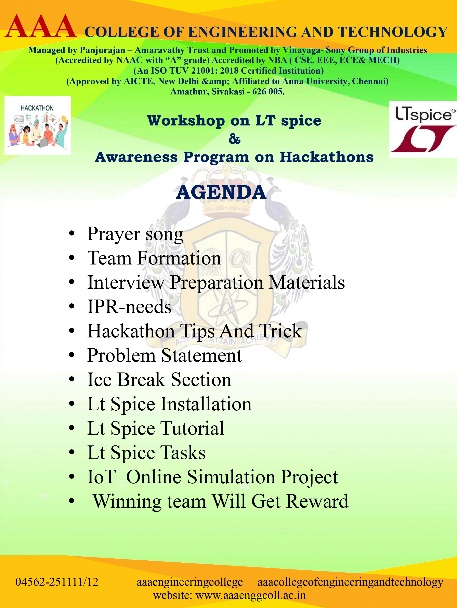 AAA COLLEGE OF ENGINEERING AND TECHNOLOGY
Managed by Panjurajan – Amaravathy Trust and Promoted by Vinayaga- Sony Group of Industries
(Accredited by NAAC with “A” grade) Accredited by NBA ( CSE, EEE, ECE& MECH)
(An ISO TUV 21001: 2018 Certified Institution)
(Approved by AICTE, New Delhi &amp; Affiliated to Anna University, Chennai)
Amathur, Sivakasi - 626 005.
HACKATHON
LTspice®
Workshop on LT spice
&
Awareness Program on Hackathons
AGENDA
• Prayer song
• Team Formation
• Interview Preparation Materials
• IPR-needs
• Hackathon Tips And Trick
• Problem Statement
• Ice Break Section
• Lt Spice Installation
• Lt Spice Tutorial
• Lt Spice Tasks
• IoT Online Simulation Project
• Winning team Will Get Reward
04562-251111/12 aaaengineeringcollege aaacollegeofengineeringandtechnology
website: www.aaaenggcoll.ac.in